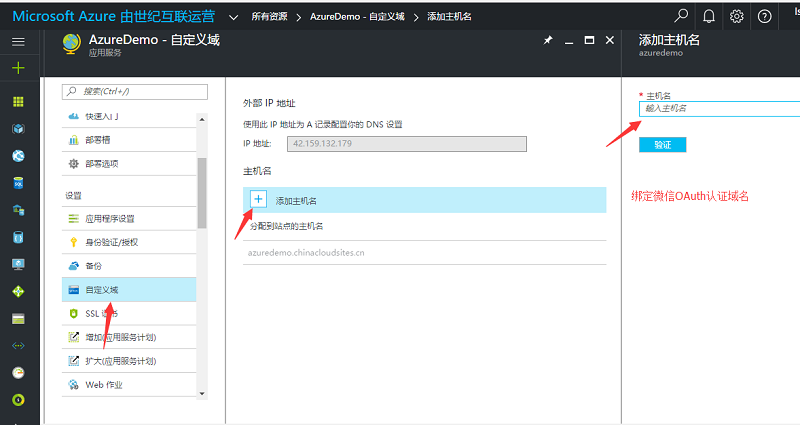 Microsoft Azure 由世纪互联运营 所有资源 AzureDemo - 自定义域 添加主机名
AzureDemo - 自定义域
应用服务
添加主机名
azuredemo
搜索(Ctrl+/)
快速入门
部署槽
部署选项
设置
应用程序设置
身份验证/授权
备份
自定义域
SSL 证书
增加(应用服务计划)
扩大(应用服务计划)
Web 作业
外部 IP 地址
使用此 IP 地址为 A 记录配置你的 DNS 设置
IP 地址: 42.159.132.179
主机名
添加主机名
分配到站点的主机名
azuredemo.chinacloudsites.cn
* 主机名
输入主机名
验证
绑定微信OAuth认证域名